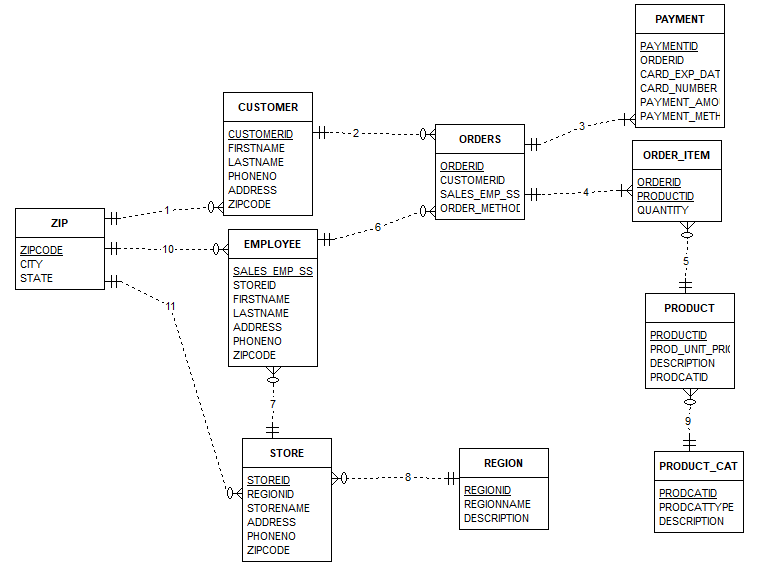 PAYMENT
PAYMENTID
ORDERID
CARD_EXP_DAT
CARD_NUMBER
PAYMENT_AMO
PAYMENT_METH
CUSTOMER
CUSTOMERID
FIRSTNAME
LASTNAME
PHONENO
ADDRESS
ZIPCODE
2
ORDERS
ORDERID
CUSTOMERID
SALES_EMP_SS
ORDER_METHOD
3
ORDER_ITEM
ORDERID
PRODUCTID
QUANTITY
4
1
ZIP
ZIPCODE
CITY
STATE
10
11
6
EMPLOYEE
SALES_EMP_SS
STOREID
FIRSTNAME
LASTNAME
ADDRESS
PHONENO
ZIPCODE
5
PRODUCT
PRODUCTID
PROD_UNIT_PRIC
DESCRIPTION
PRODCATID
7
9
STORE
STOREID
REGIONID
STORENAME
ADDRESS
PHONENO
ZIPCODE
8
REGION
REGIONID
REGIONNAME
DESCRIPTION
PRODUCT_CAT
PRODCATID
PRODCATTYPE
DESCRIPTION